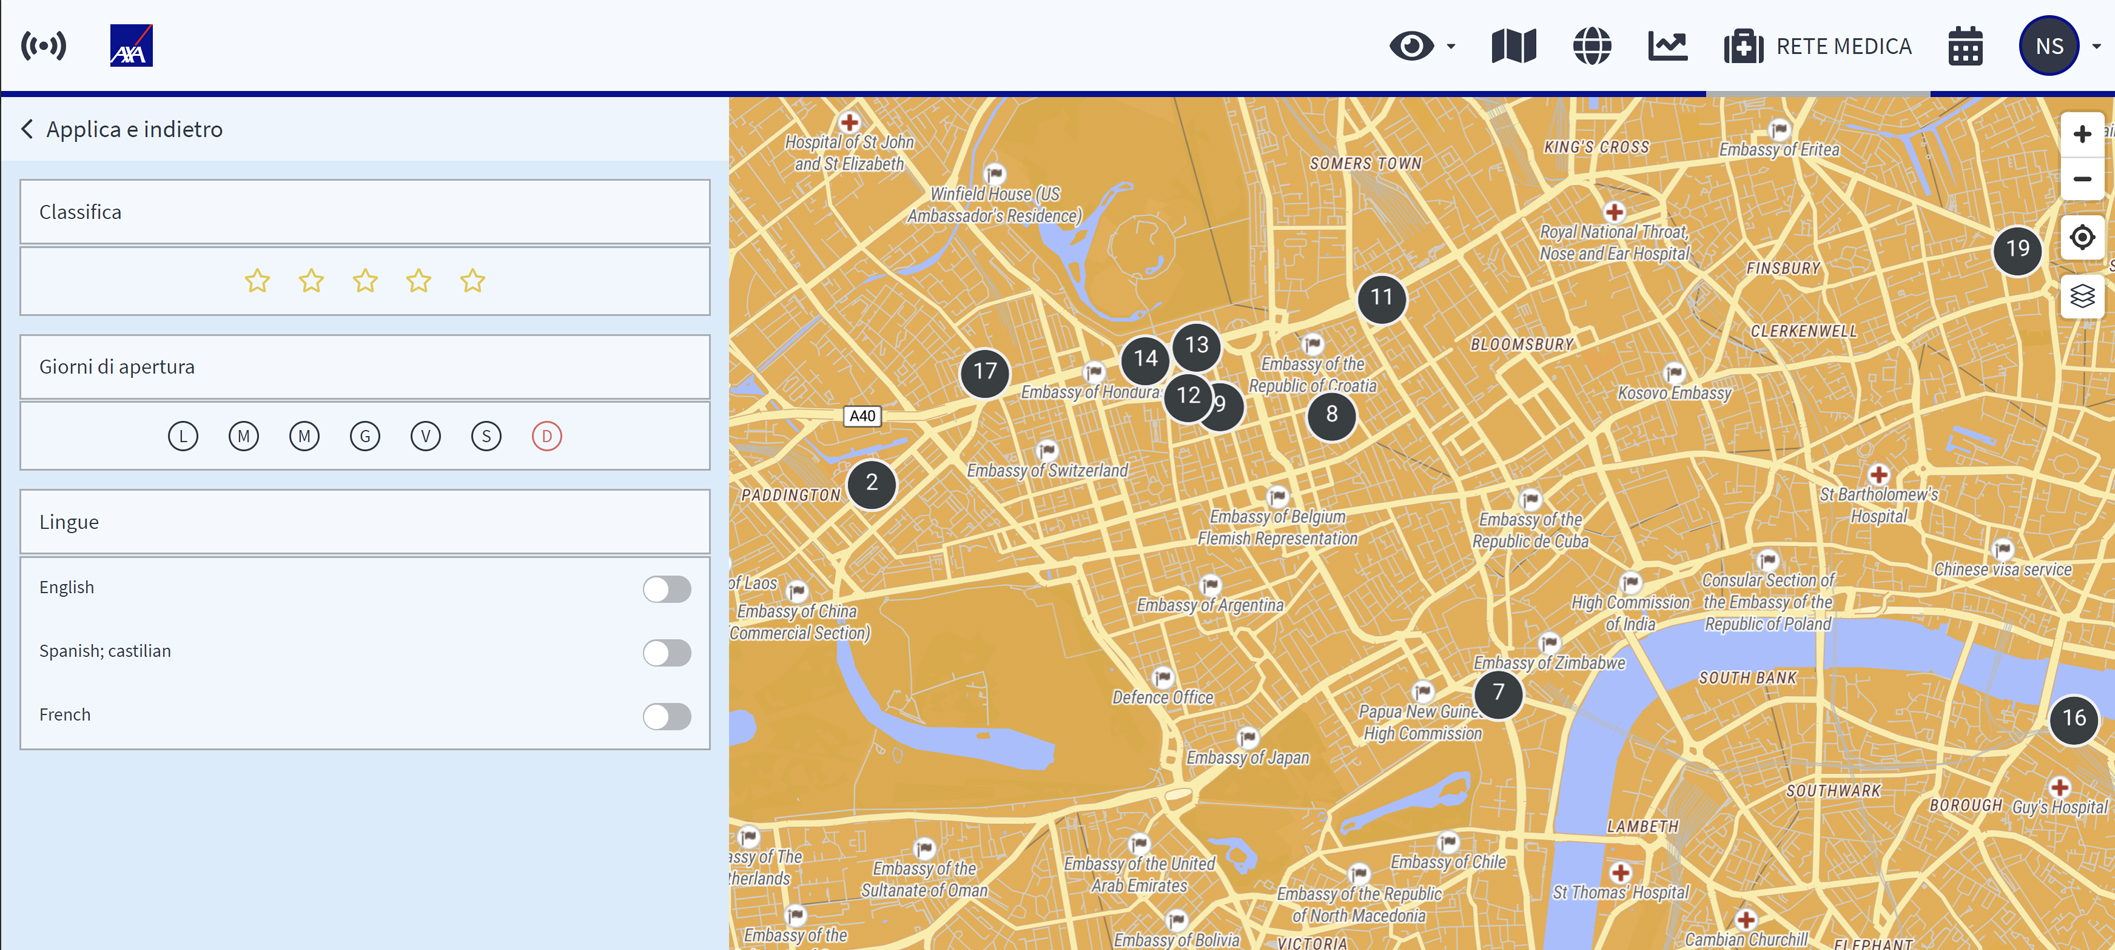 AXA
RETE MEDICA
NS
Applica e indietro
Classifica
Giorni di apertura
L M M G V S D
Lingue
English
Spanish; castilian
French
Hospital of St John
and St Elizabeth
Winfield House (US
Ambassador's Residence)
SOMERS TOWN
KING'S CROSS
Embassy of Eritea
Royal National Throat,
Nose and Ear Hospital
FINSBURY
19
11
CLERKENWELL
BLOOMSBURY
13
14
17
12
9
8
Embassy of Hondura
Embassy of the
Republic of Croatia
Kosovo Embassy
A40
Embassy of Switzerland
2
PADDINGTON
St Bartholomew's
Hospital
Embassy of Belgium
Flemish Representation
Embassy of the
Republic de Cuba
Chinese visa service
of Laos
Embassy of China
(Commercial Section)
Embassy of Argentina
High Commission
of India
Consular Section of
the Embassy of the
Republic of Poland
Embassy of Zimbabwe
SOUTH BANK
Defence Office
7
Papua New Guine
High Commission
16
Embassy of Japan
SOUTHWARK
BOROUGH
Guy's Hospital
LAMBETH
assy of The
therlands
Embassy of the
Sultanate of Oman
Embassy of the United
Arab Emirates
Embassy of Chile
Embassy of the Republic
of North Macedonia
St Thomas' Hospital
Embassy of the
Embassy of Bolivia
VICTORIA
Cambian Churchill
ELEPHANT